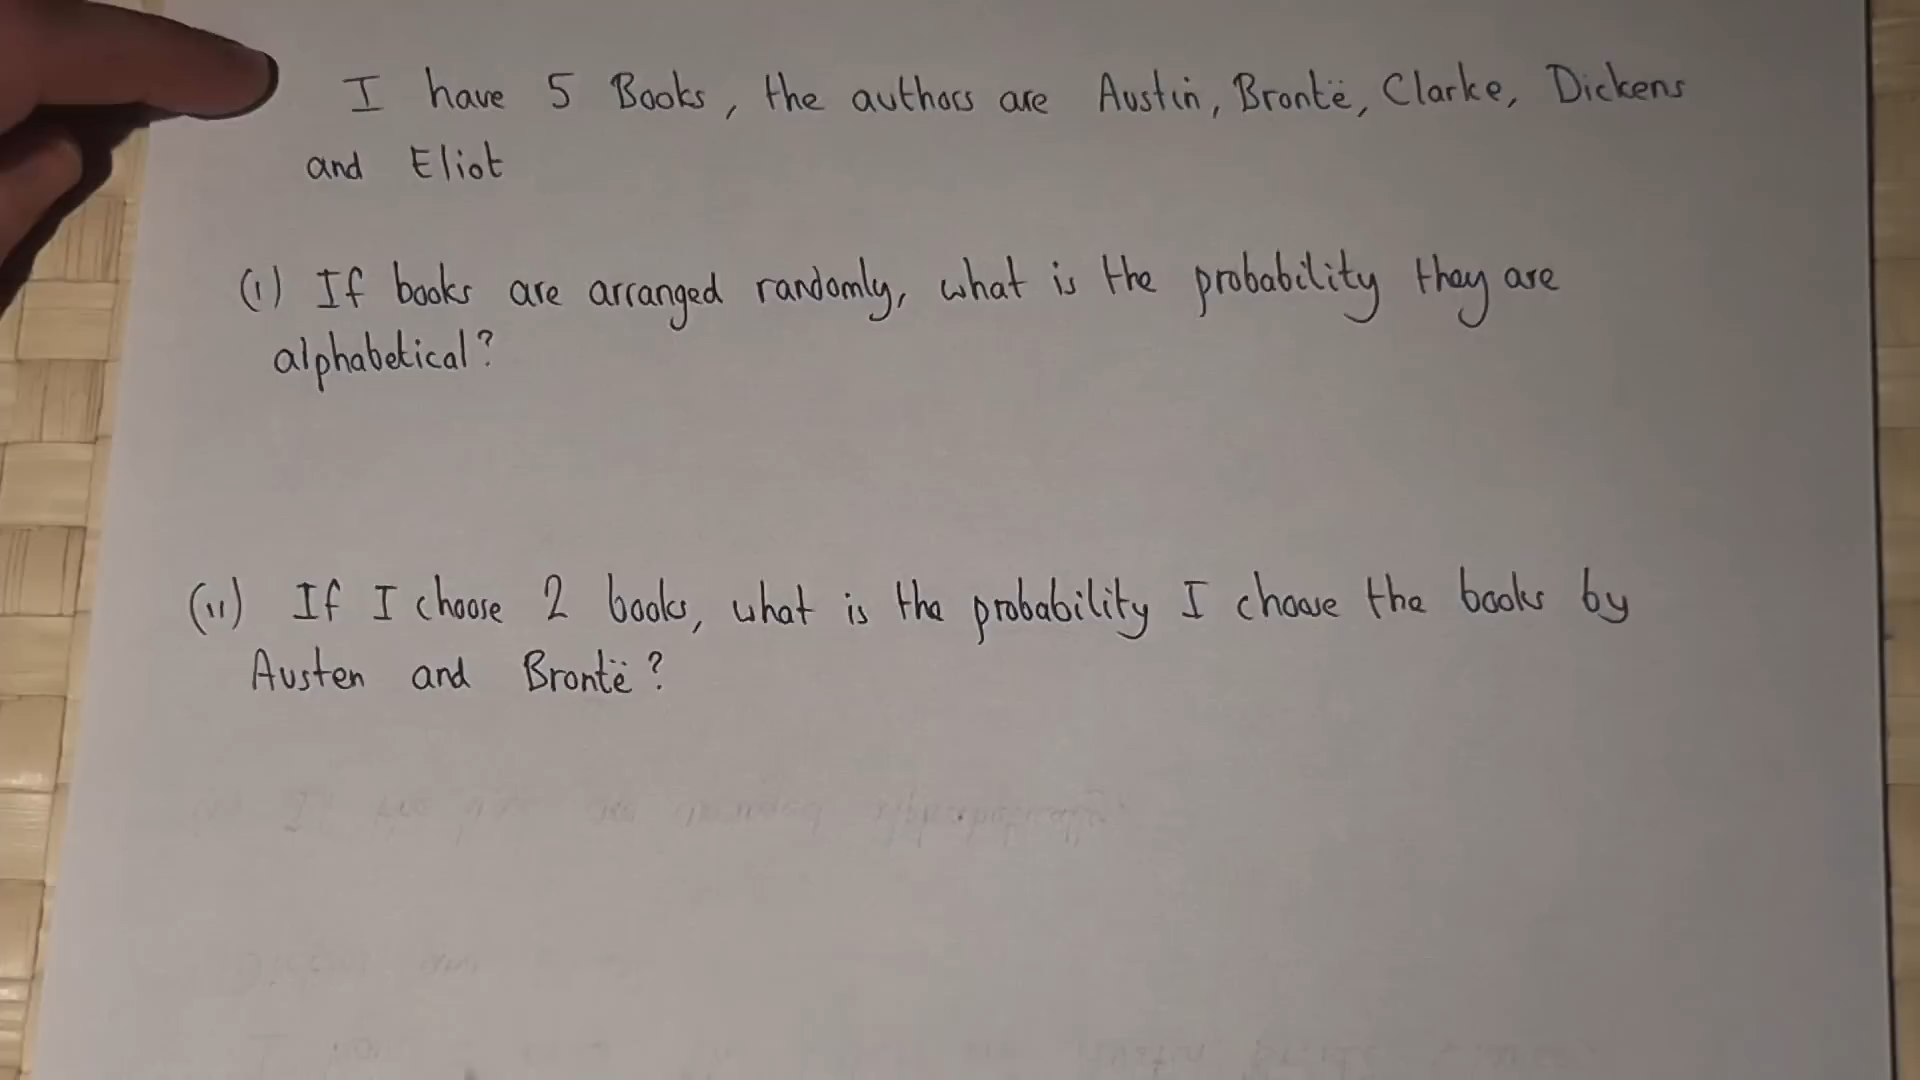 I have 5 Books, the authors are Austin, Brontë, Clarke, Dickens
and Eliot
(i) If books are arranged randomly, what is the probability they are
alphabetical?
(ii) If I choose 2 books, what is the probability I choose the books by
Austen and Brontë?